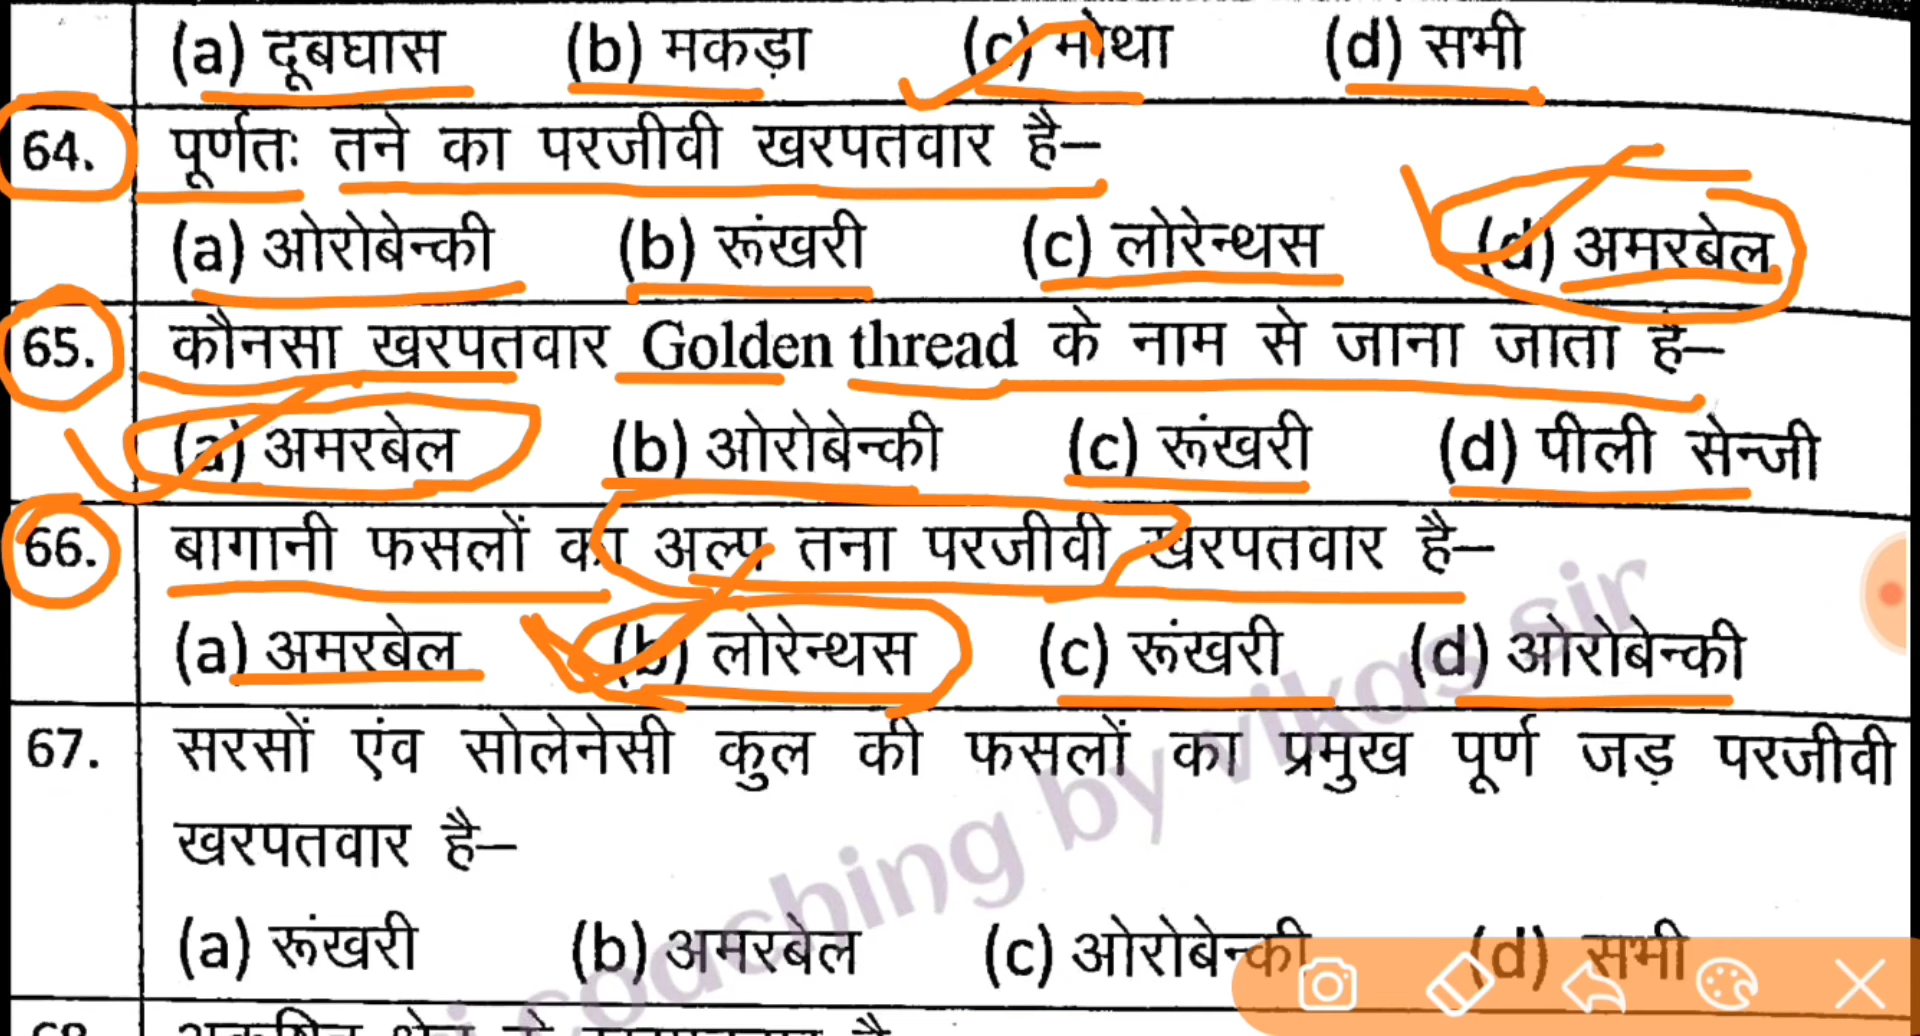 (a) दूबघास (b) मकड़ा (c) मोथा (d) सभी
64. पूर्णतः तने का परजीवी खरपतवार है–
(a) ओरोबेन्की (b) रूंखरी (c) लोरेन्थस (d) अमरबेल
65. कौनसा खरपतवार Golden thread के नाम से जाना जाता है–
(a) अमरबेल (b) ओरोबेन्की (c) रूंखरी (d) पीली सेन्जी
66. बागानी फसलों का अल्प तना परजीवी खरपतवार है–
(a) अमरबेल (b) लोरेन्थस (c) रूंखरी (d) ओरोबेन्की
67. सरसों एंव सोलेनेसी कुल की फसलों का प्रमुख पूर्ण जड़ परजीवी
खरपतवार है–
(a) रूंखरी (b) अमरबेल (c) ओरोबेन्की (d) सभी
coaching by vikas sir